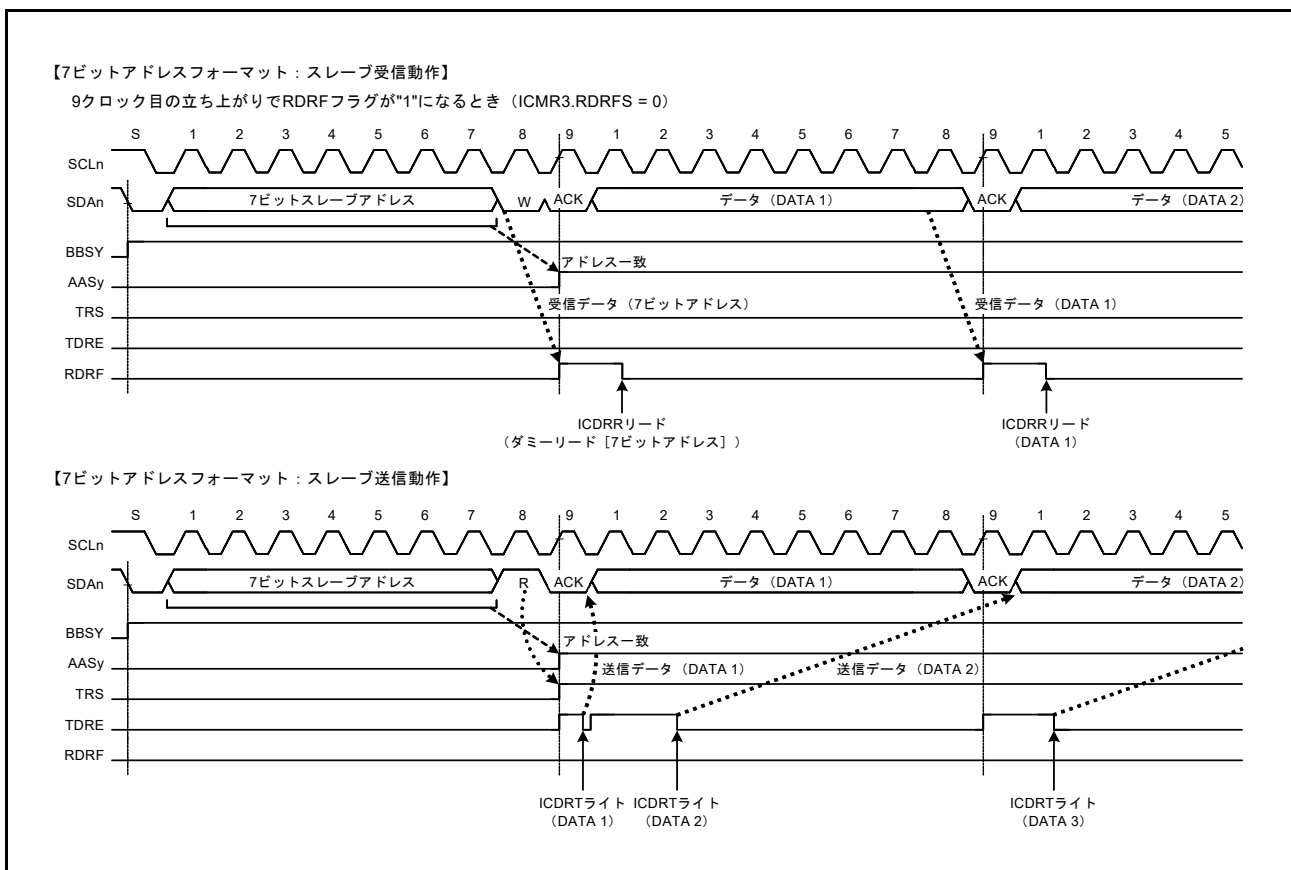 【7ビットアドレスフォーマット：スレーブ受信動作】
9クロック目の立ち上がりでRDRFフラグが"1"になるとき（ICMR3.RDRFS = 0）
S 1 2 3 4 5 6 7 8 9 1 2 3 4 5 6 7 8 9 1 2 3 4 5
SCLn
SDAn 7ビットスレーブアドレス W ACK データ（DATA 1） ACK データ（DATA 2）
BBSY
アドレス一致
AASy
TRS 受信データ（7ビットアドレス） 受信データ（DATA 1）
TDRE
RDRF
ICDRRリード ICDRRリード
（ダミーリード［7ビットアドレス］） （DATA 1）
【7ビットアドレスフォーマット：スレーブ送信動作】
S 1 2 3 4 5 6 7 8 9 1 2 3 4 5 6 7 8 9 1 2 3 4 5
SCLn
SDAn 7ビットスレーブアドレス R ACK データ（DATA 1） ACK データ（DATA 2）
BBSY
アドレス一致
AASy
送信データ（DATA 1） 送信データ（DATA 2）
TRS
TDRE
RDRF
ICDRTライト ICDRTライト ICDRTライト
（DATA 1） （DATA 2） （DATA 3）